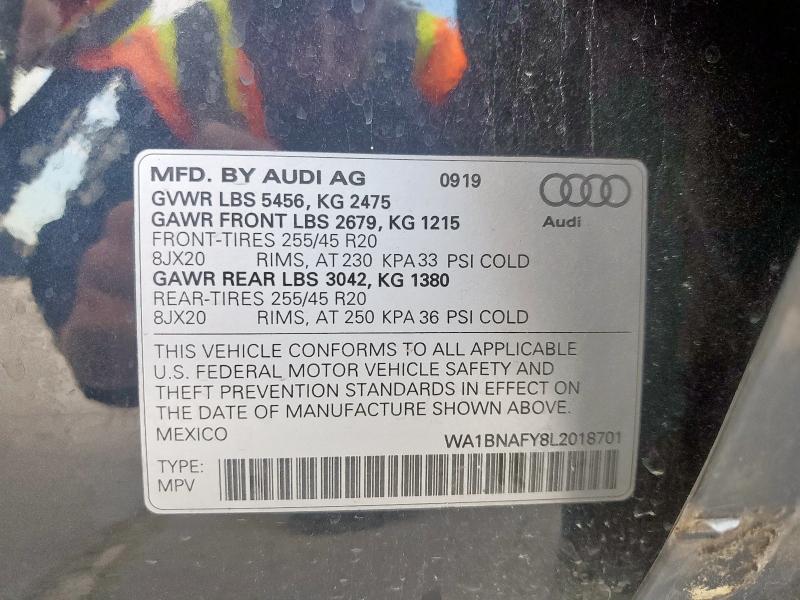 MFD. BY AUDI AG 0919
GVWR LBS 5456, KG 2475
GAWR FRONT LBS 2679, KG 1215
Audi
FRONT-TIRES 255/45 R20
8JX20 RIMS, AT 230 KPA 33 PSI COLD
GAWR REAR LBS 3042, KG 1380
REAR-TIRES 255/45 R20
8JX20 RIMS, AT 250 KPA 36 PSI COLD
THIS VEHICLE CONFORMS TO ALL APPLICABLE
U.S. FEDERAL MOTOR VEHICLE SAFETY AND
THEFT PREVENTION STANDARDS IN EFFECT ON
THE DATE OF MANUFACTURE SHOWN ABOVE.
MEXICO WA1BNAFY8L2018701
TYPE:
MPV